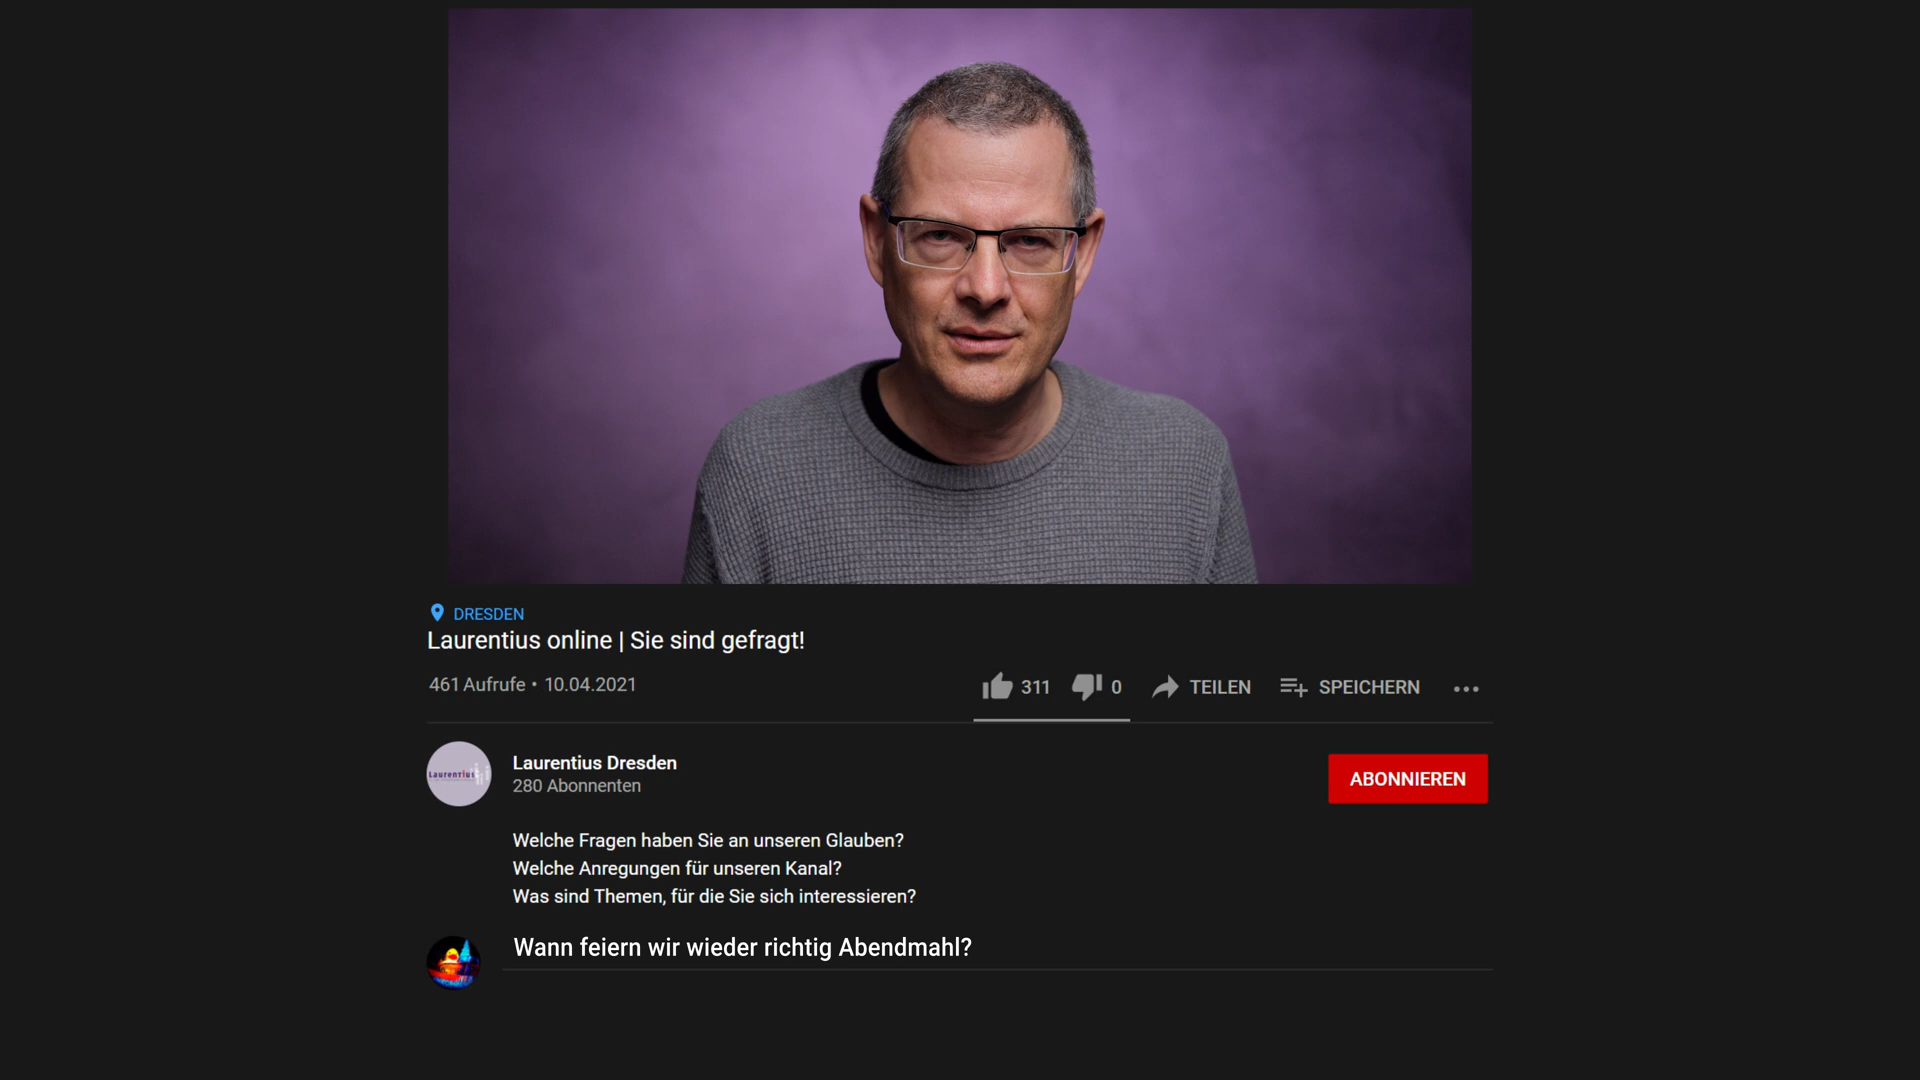 DRESDEN
Laurentius online | Sie sind gefragt!
461 Aufrufe • 10.04.2021
311 0 TEILEN SPEICHERN
Laurentius
Laurentius Dresden
280 Abonnenten
ABONNIEREN
Welche Fragen haben Sie an unseren Glauben?
Welche Anregungen für unseren Kanal?
Was sind Themen, für die Sie sich interessieren?
Wann feiern wir wieder richtig Abendmahl?